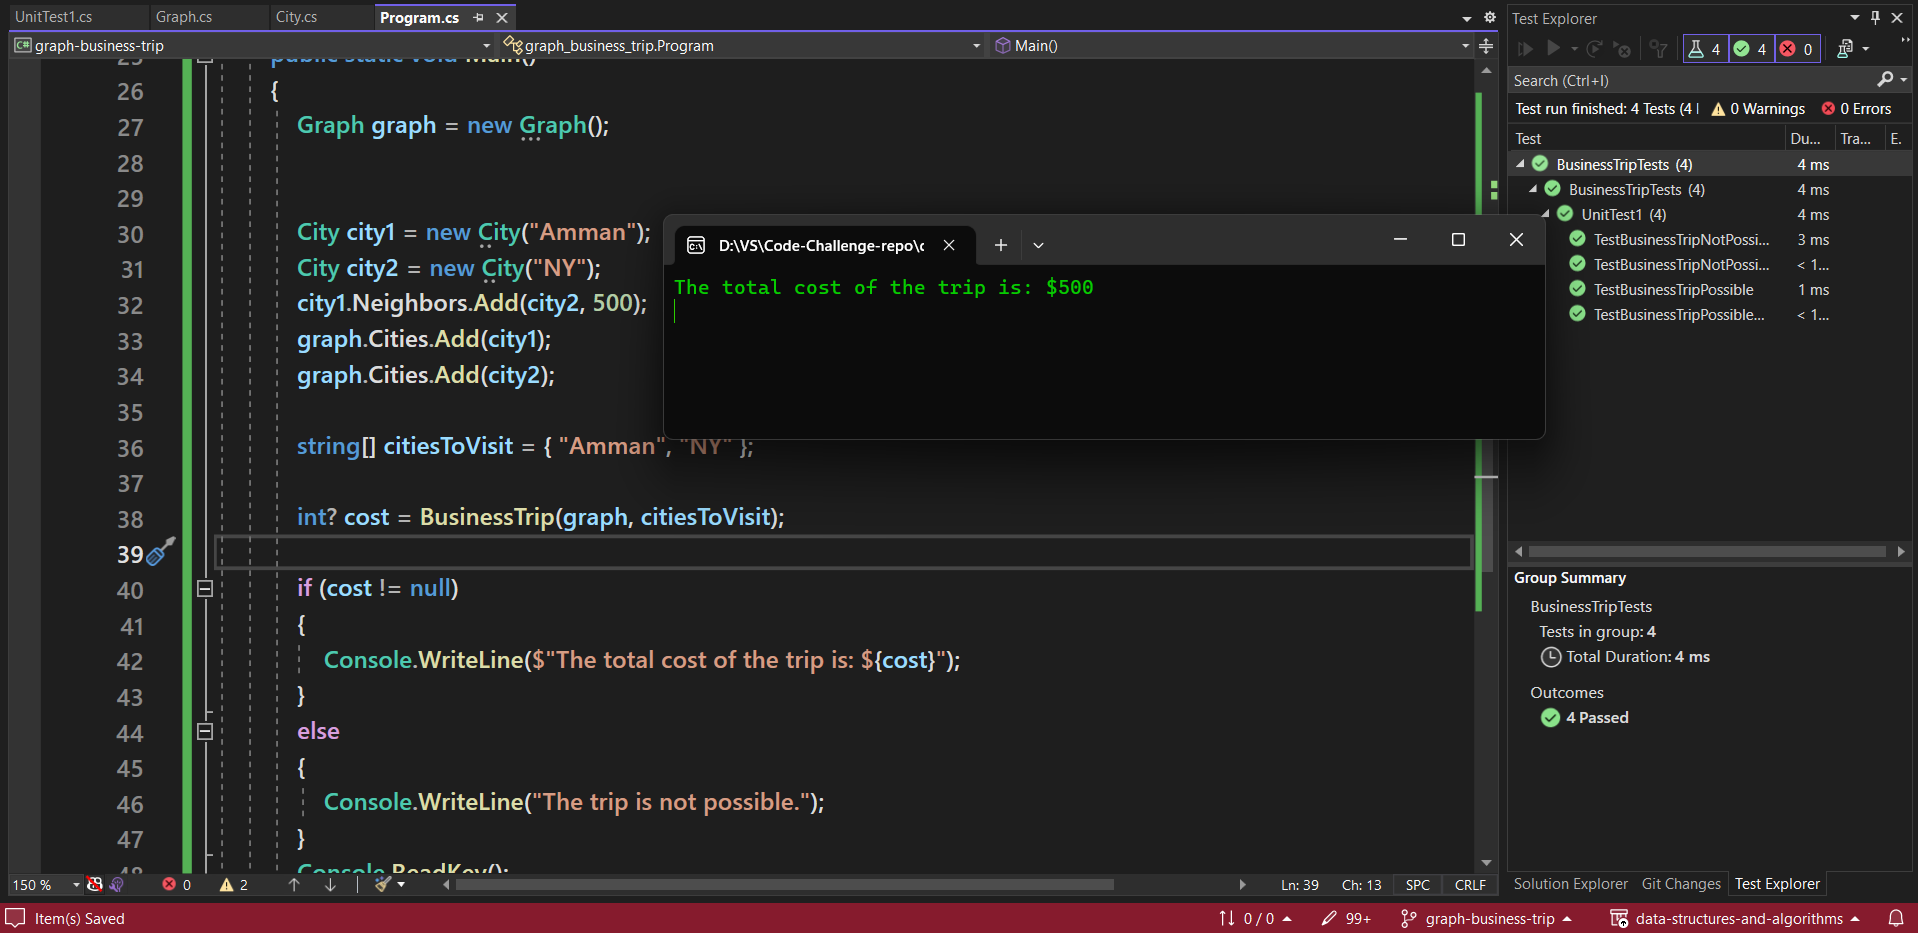 UnitTest1.cs Graph.cs City.cs Program.cs
C# graph-business-trip graph_business_trip.Program Main()
public static void Main()
26 {
27 Graph graph = new Graph();
28
29
30 City city1 = new City("Amman");
31 City city2 = new City("NY");
32 city1.Neighbors.Add(city2, 500);
33 graph.Cities.Add(city1);
34 graph.Cities.Add(city2);
35
36 string[] citiesToVisit = { "Amman", "NY" };
37
38 int? cost = BusinessTrip(graph, citiesToVisit);
39
40 if (cost != null)
41 {
42 Console.WriteLine($"The total cost of the trip is: ${cost}");
43 }
44 else
45 {
46 Console.WriteLine("The trip is not possible.");
47 }
48 Console.ReadKey();
150 % 0 2 Ln: 39 Ch: 13 SPC CRLF
D:\VS\Code-Challenge-repo\
The total cost of the trip is: $500
Test Explorer
4 4 0
Search (Ctrl+I)
Test run finished: 4 Tests (4 0 Warnings 0 Errors
Test Du... Tra... E.
BusinessTripTests (4) 4 ms
BusinessTripTests (4) 4 ms
UnitTest1 (4) 4 ms
TestBusinessTripNotPossi... 3 ms
TestBusinessTripNotPossi... < 1...
TestBusinessTripPossible 1 ms
TestBusinessTripPossible... < 1...
Group Summary
BusinessTripTests
Tests in group: 4
Total Duration: 4 ms
Outcomes
4 Passed
Solution Explorer Git Changes Test Explorer
Item(s) Saved 0 / 0 99+ graph-business-trip data-structures-and-algorithms